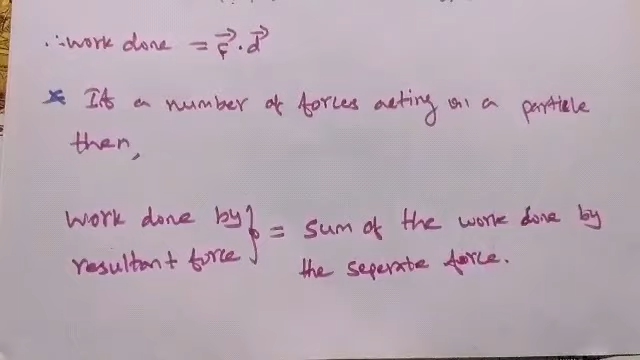 ∴ work done = F⃗ . d⃗
* If a number of forces acting on a particle
then,
work done by } = sum of the work done by
resultant force } the seperate force.